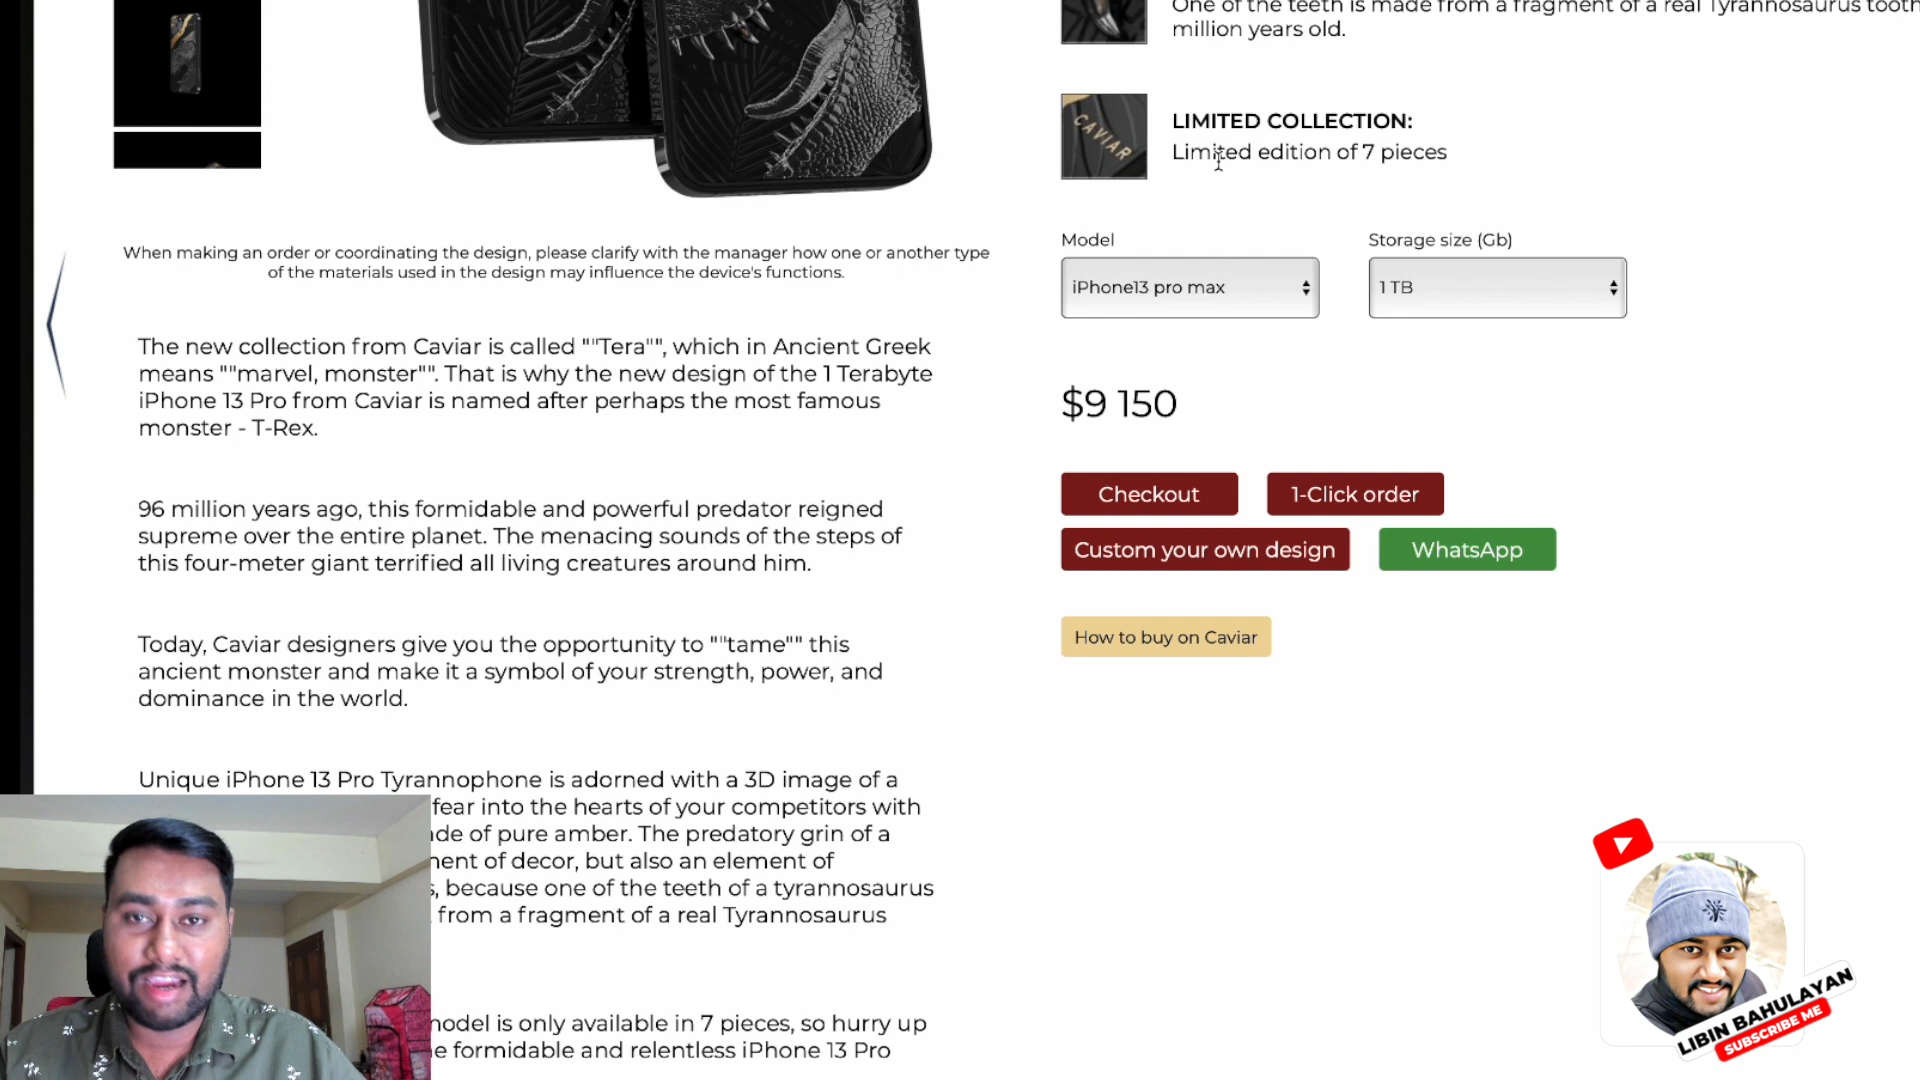 One of the teeth is made from a fragment of a real Tyrannosaurus tooth
million years old.
CAVIAR
LIMITED COLLECTION:
Limited edition of 7 pieces
Model
Storage size (Gb)
iPhone13 pro max
1 TB
$9 150
Checkout
1-Click order
Custom your own design
WhatsApp
How to buy on Caviar
When making an order or coordinating the design, please clarify with the manager how one or another type
of the materials used in the design may influence the device's functions.
The new collection from Caviar is called ""Tera"", which in Ancient Greek
means ""marvel, monster"". That is why the new design of the 1 Terabyte
iPhone 13 Pro from Caviar is named after perhaps the most famous
monster - T-Rex.
96 million years ago, this formidable and powerful predator reigned
supreme over the entire planet. The menacing sounds of the steps of
this four-meter giant terrified all living creatures around him.
Today, Caviar designers give you the opportunity to ""tame"" this
ancient monster and make it a symbol of your strength, power, and
dominance in the world.
Unique iPhone 13 Pro Tyrannophone is adorned with a 3D image of a
fear into the hearts of your competitors with
of pure amber. The predatory grin of a
of decor, but also an element of
because one of the teeth of a tyrannosaurus
from a fragment of a real Tyrannosaurus
is only available in 7 pieces, so hurry up
formidable and relentless iPhone 13 Pro
LIBIN BAHULAYAN
SUBSCRIBE ME